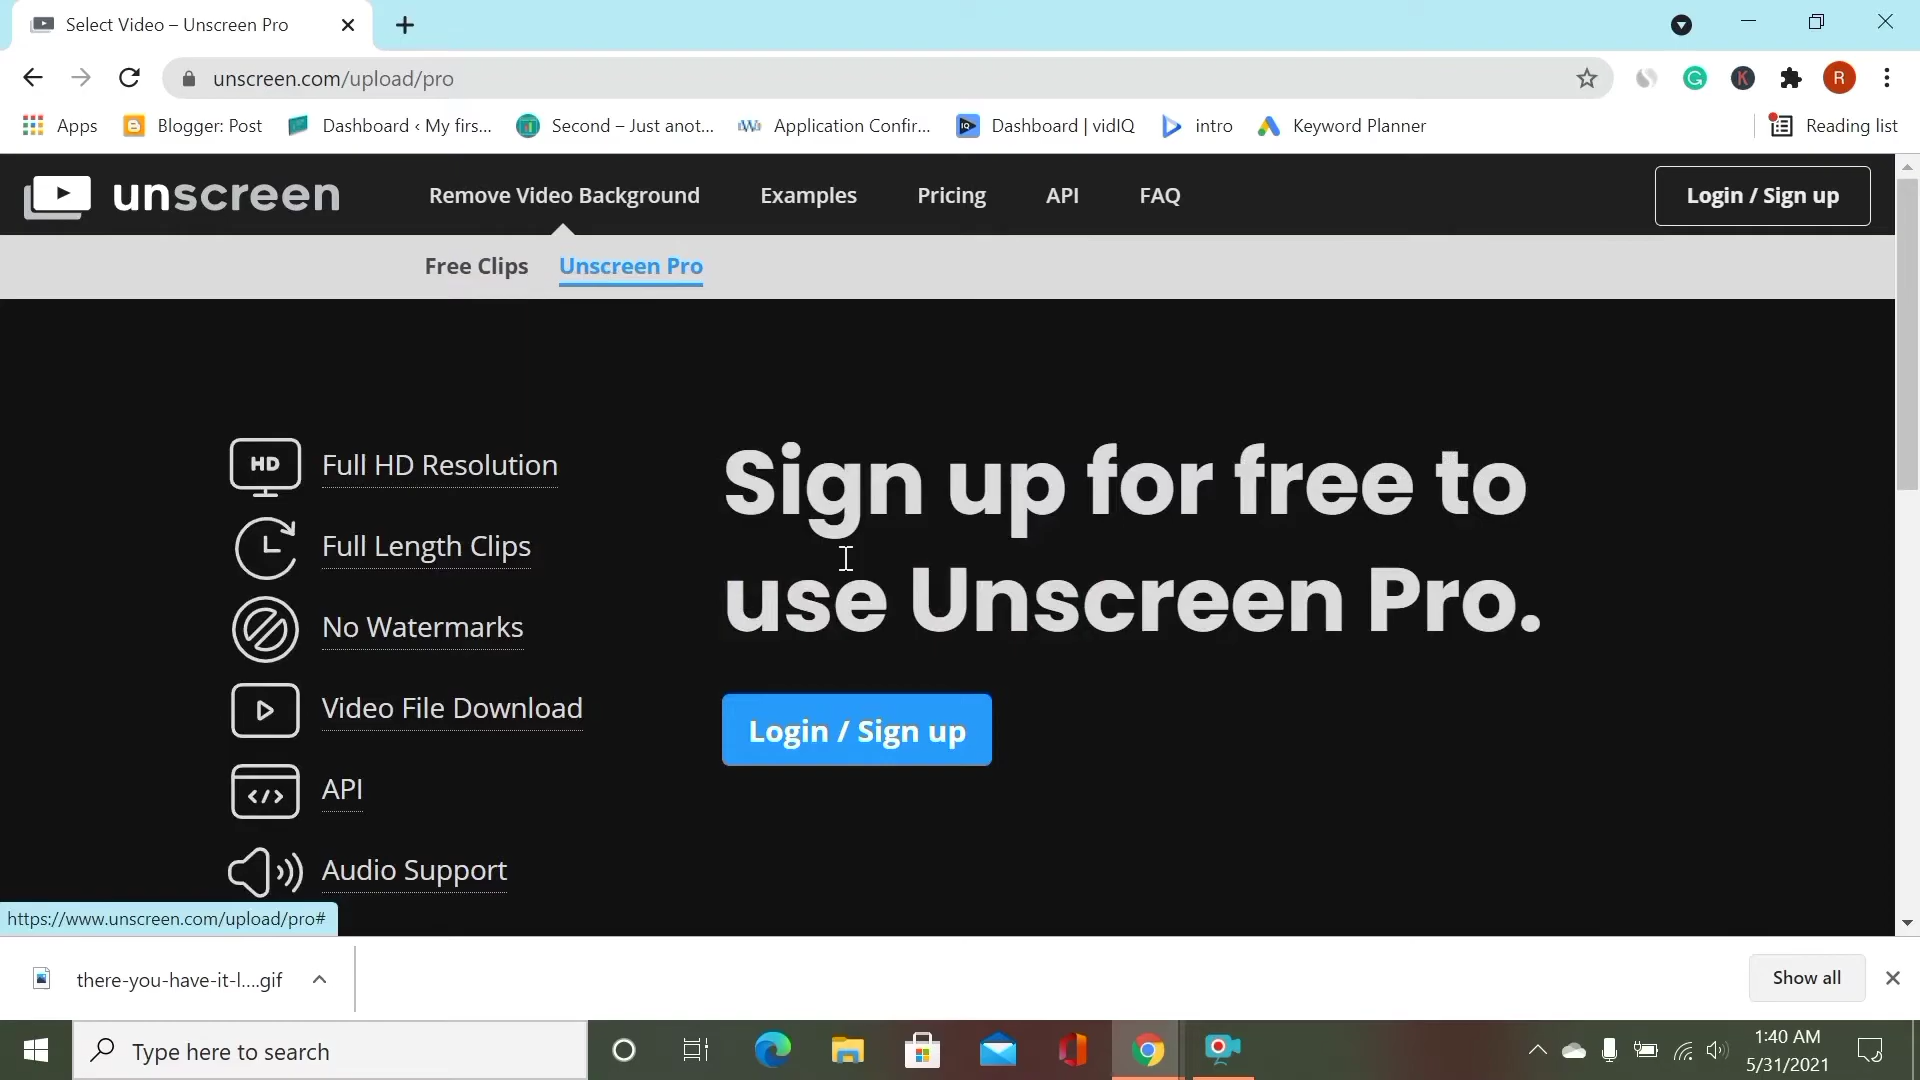 Select Video – Unscreen Pro
unscreen.com/upload/pro
R
Apps
Blogger: Post
Dashboard ‹ My firs...
Second – Just anot...
Application Confir...
Dashboard | vidIQ
intro
Keyword Planner
Reading list
unscreen
Remove Video Background
Examples
Pricing
API
FAQ
Login / Sign up
Free Clips
Unscreen Pro
HD
Full HD Resolution
Full Length Clips
No Watermarks
Video File Download
API
Audio Support
Sign up for free to
use Unscreen Pro.
Login / Sign up
https://www.unscreen.com/upload/pro#
there-you-have-it-l....gif
Show all
Type here to search
1:40 AM
5/31/2021